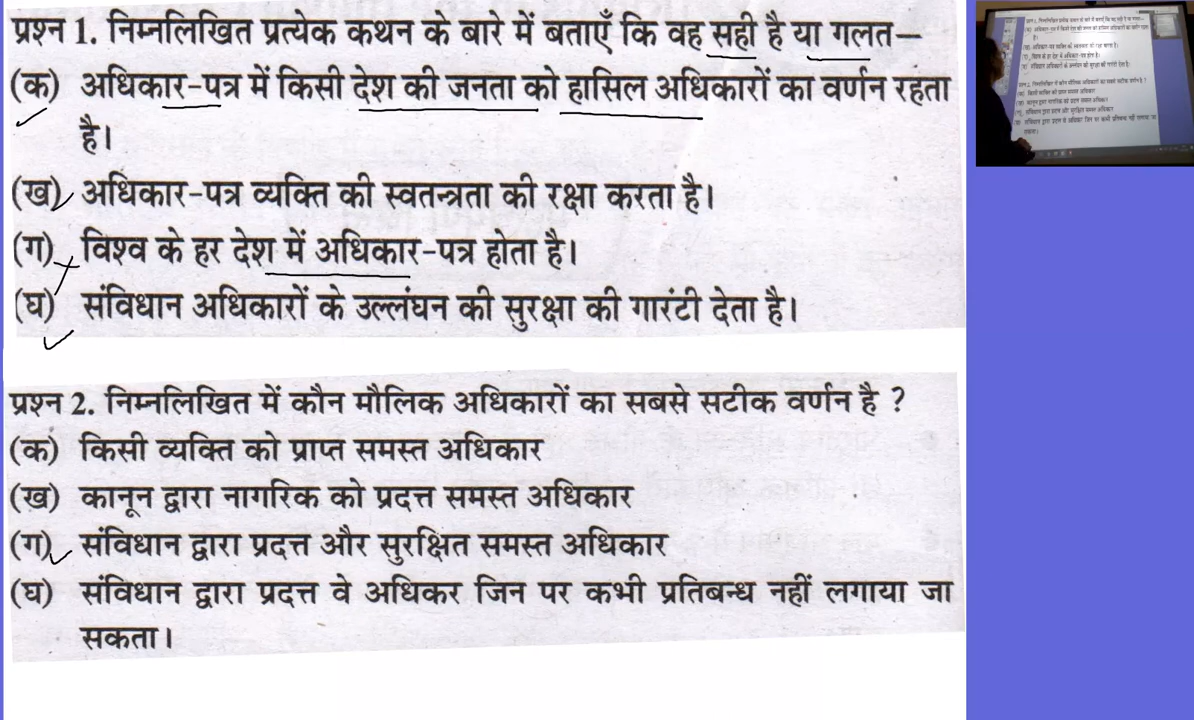 प्रश्न 1. निम्नलिखित प्रत्येक कथन के बारे में बताएँ कि वह सही है या गलत–
(क) अधिकार-पत्र में किसी देश की जनता को हासिल अधिकारों का वर्णन रहता
है।
(ख) अधिकार-पत्र व्यक्ति की स्वतन्त्रता की रक्षा करता है।
(ग) विश्व के हर देश में अधिकार-पत्र होता है।
(घ) संविधान अधिकारों के उल्लंघन की सुरक्षा की गारंटी देता है।
प्रश्न 2. निम्नलिखित में कौन मौलिक अधिकारों का सबसे सटीक वर्णन है ?
(क) किसी व्यक्ति को प्राप्त समस्त अधिकार
(ख) कानून द्वारा नागरिक को प्रदत्त समस्त अधिकार
(ग) संविधान द्वारा प्रदत्त और सुरक्षित समस्त अधिकार
(घ) संविधान द्वारा प्रदत्त वे अधिकर जिन पर कभी प्रतिबन्ध नहीं लगाया जा
सकता।